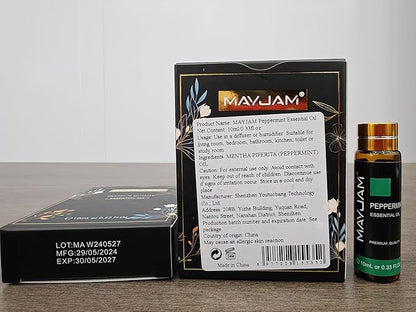 MAYJAM®
Product Name: MAYJAM Peppermint Essential Oil
Net Content: 10ml/0.33fl oz
Usage: Use in a diffuser or humidifier. Suitable for
living room, bedroom, bathroom, kitchen, toilet or
study room
Ingredients: MENTHA PIPERITA (PEPPERMINT)
OIL
Caution: For external use only. Avoid contact with
eyes. Keep out of reach of children. Discontinue use
if signs of irritation occur. Store in a cool and dry
place
Manufacturer: Shenzhen Youruobang Technology
Co., Ltd.
Address: 208B, Yizhe Building, Yuquan Road,
Nantou Street, Nanshan District, Shenzhen
Production batch number and expiration date: See
package
Country of origin: China
May cause an allergic skin reaction
Made in China
LOT:MAW240527
MFG:29/05/2024
EXP:30/05/2027
MAYJAM
PEPPERMINT
ESSENTIAL OIL
PREMIUM QUALITY
10mL or 0.33 FL.